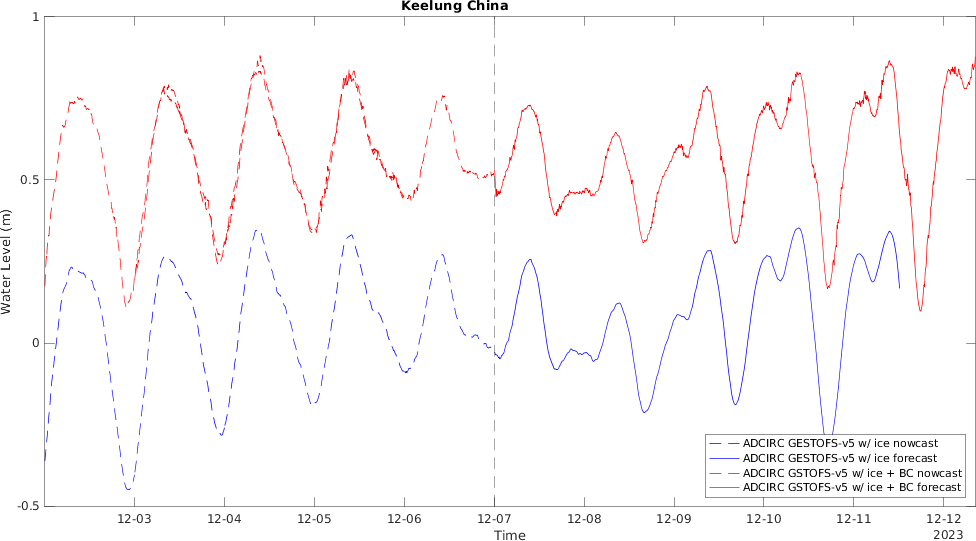 Keelung China
1
0.5
0
-0.5
Water Level (m)
ADCIRC GESTOFS-v5 w/ ice nowcast
ADCIRC GESTOFS-v5 w/ ice forecast
ADCIRC GSTOFS-v5 w/ ice + BC nowcast
ADCIRC GSTOFS-v5 w/ ice + BC forecast
12-03 12-04 12-05 12-06 12-07 12-08 12-09 12-10 12-11 12-12
Time 2023